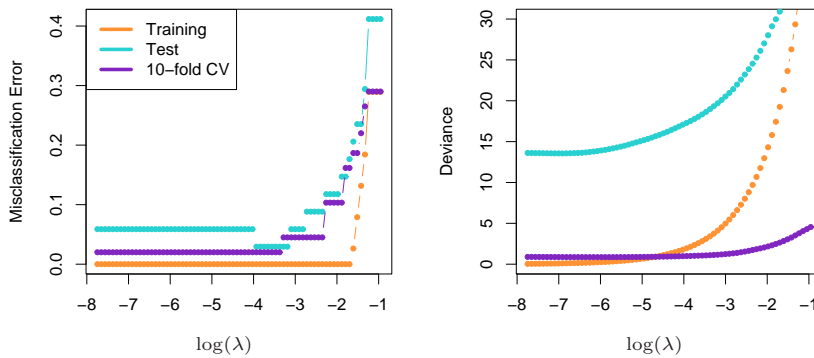 Misclassification Error
0.0 0.1 0.2 0.3 0.4
Training
Test
10−fold CV
−8 −7 −6 −5 −4 −3 −2 −1
log(λ)
Deviance
0 5 10 15 20 25 30
−8 −7 −6 −5 −4 −3 −2 −1
log(λ)